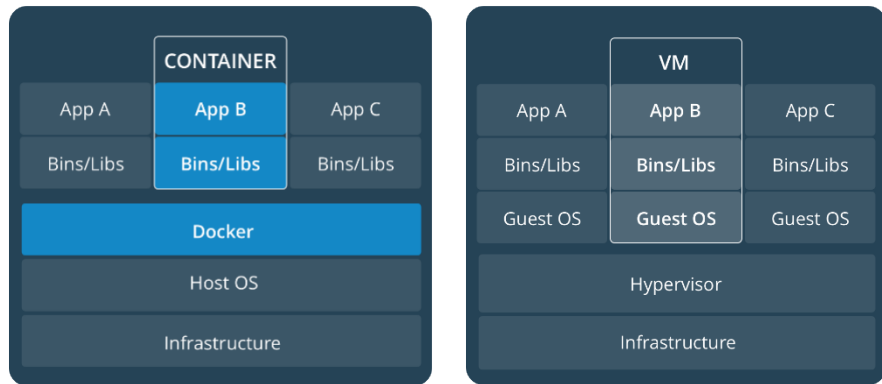 CONTAINER
App A App B App C
Bins/Libs Bins/Libs Bins/Libs
Docker
Host OS
Infrastructure
VM
App A App B App C
Bins/Libs Bins/Libs Bins/Libs
Guest OS Guest OS Guest OS
Hypervisor
Infrastructure